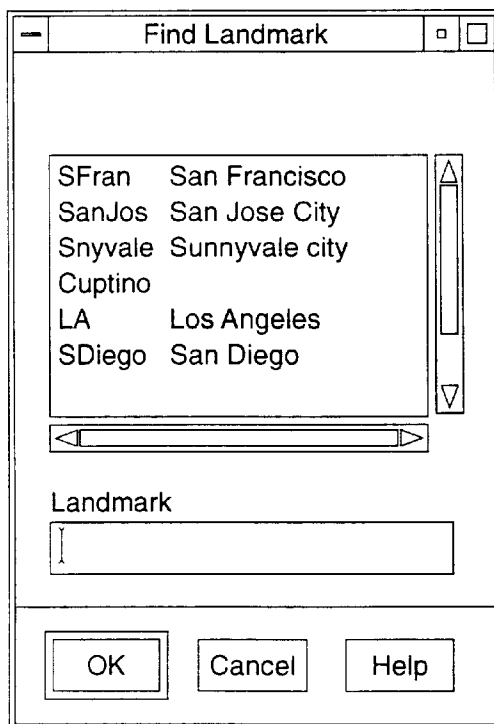 Find Landmark
SFran San Francisco
SanJos San Jose City
Snyvale Sunnyvale city
Cuptino
LA Los Angeles
SDiego San Diego
Landmark
OK Cancel Help